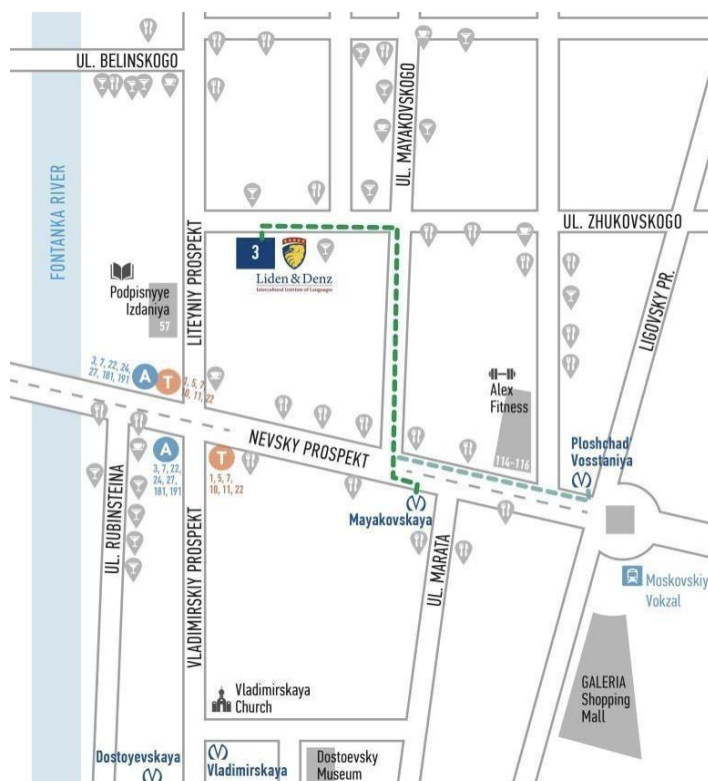 UL. BELINSKOGO
UL. MAYAKOVSKOGO
FONTANKA RIVER
LITEYNIY PROSPEKT
UL. ZHUKOVSKOGO
3
Liden & Denz
Intercultural Institute of Languages
LIGOVSKY PR.
Podpisnyye
Izdaniya
57
3, 7, 22, 24,
27, 181, 191
A
T
1, 5, 7,
10, 11, 22
Alex
Fitness
114-116
NEVSKY PROSPEKT
Ploshchad
Vosstaniya
A
3, 7, 22,
24, 27,
181, 191
T
1, 5, 7,
10, 11, 22
Mayakovskaya
UL. RUBINSTEINA
VLADIMIRSKIY PROSPEKT
UL. MARATA
Moskovskiy
Vokzal
Vladimirskaya
Church
GALERIA
Shopping
Mall
Dostoyevskaya
Vladimirskaya
Dostoevsky
Museum